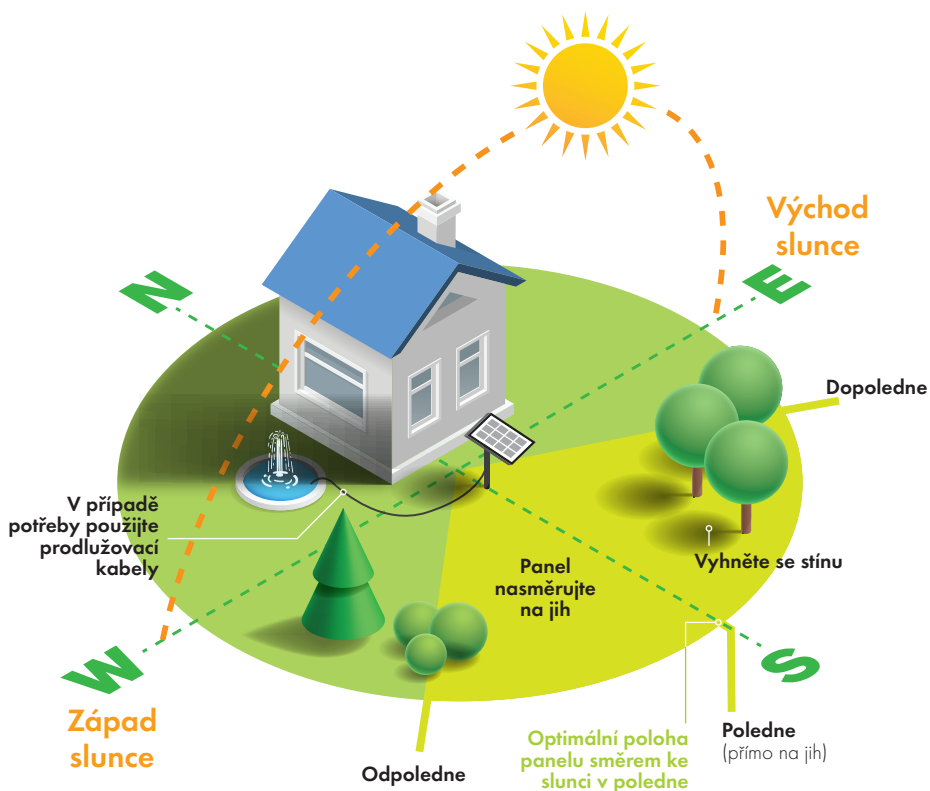 Východ
slunce
N
E
Dopoledne
V případě
potřeby použijte
prodlužovací
kabely
Vyhněte se stínu
Panel
nasměrujte
na jih
W
S
Západ
slunce
Poledne
(přímo na jih)
Optimální poloha
panelu směrem ke
slunci v poledne
Odpoledne